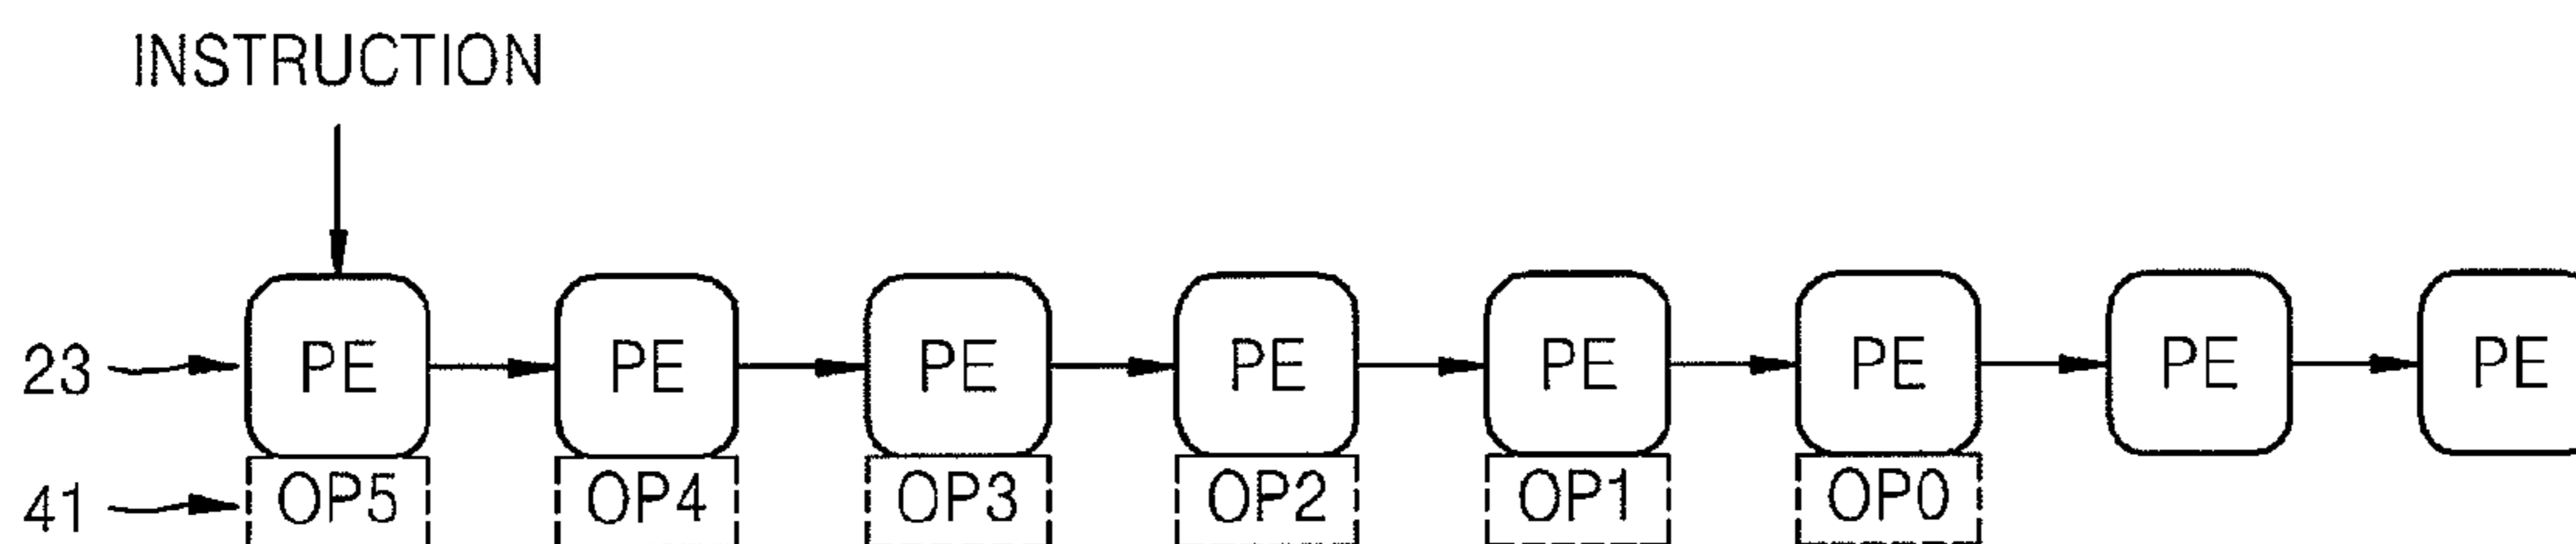 INSTRUCTION
23 PE PE PE PE PE PE PE PE
41 OP5 OP4 OP3 OP2 OP1 OP0